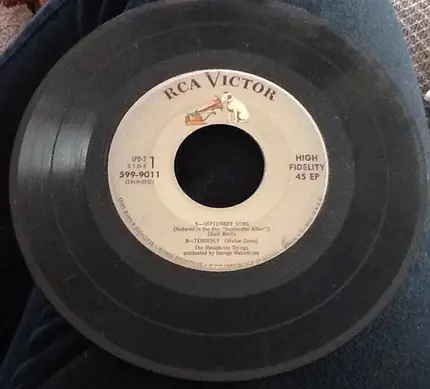 RCA VICTOR
SPD-2
SIDE 1
599-9011
HIGH
FIDELITY
45 EP
1—SEPTEMBER SONG
(Featured in the film "September Affair")
(Kurt Weill)
2—TENDERLY (Walter Gross)
The Melachrino Strings
conducted by George Melachrino